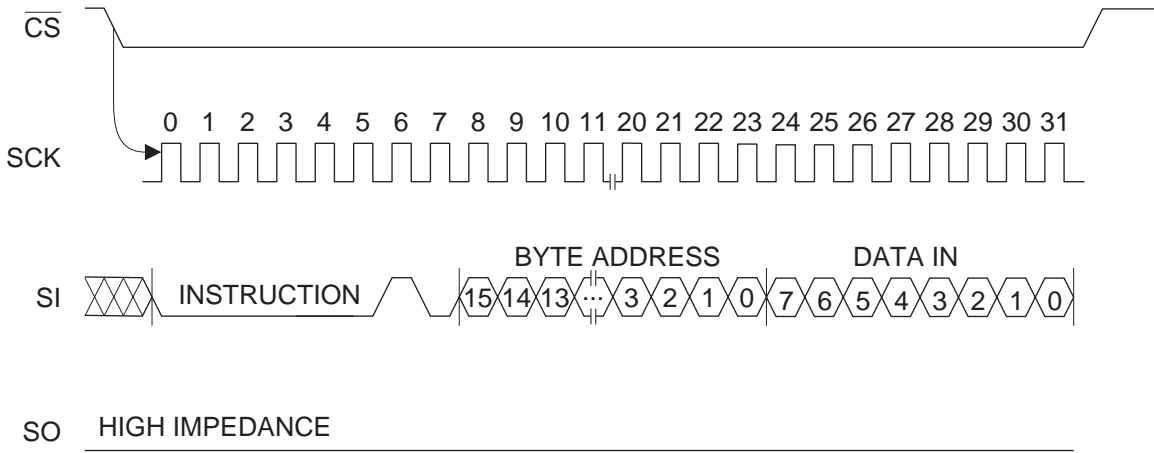 CS
0 1 2 3 4 5 6 7 8 9 10 11 20 21 22 23 24 25 26 27 28 29 30 31
SCK
BYTE ADDRESS DATA IN
SI INSTRUCTION 15 14 13 ... 3 2 1 0 7 6 5 4 3 2 1 0
SO HIGH IMPEDANCE